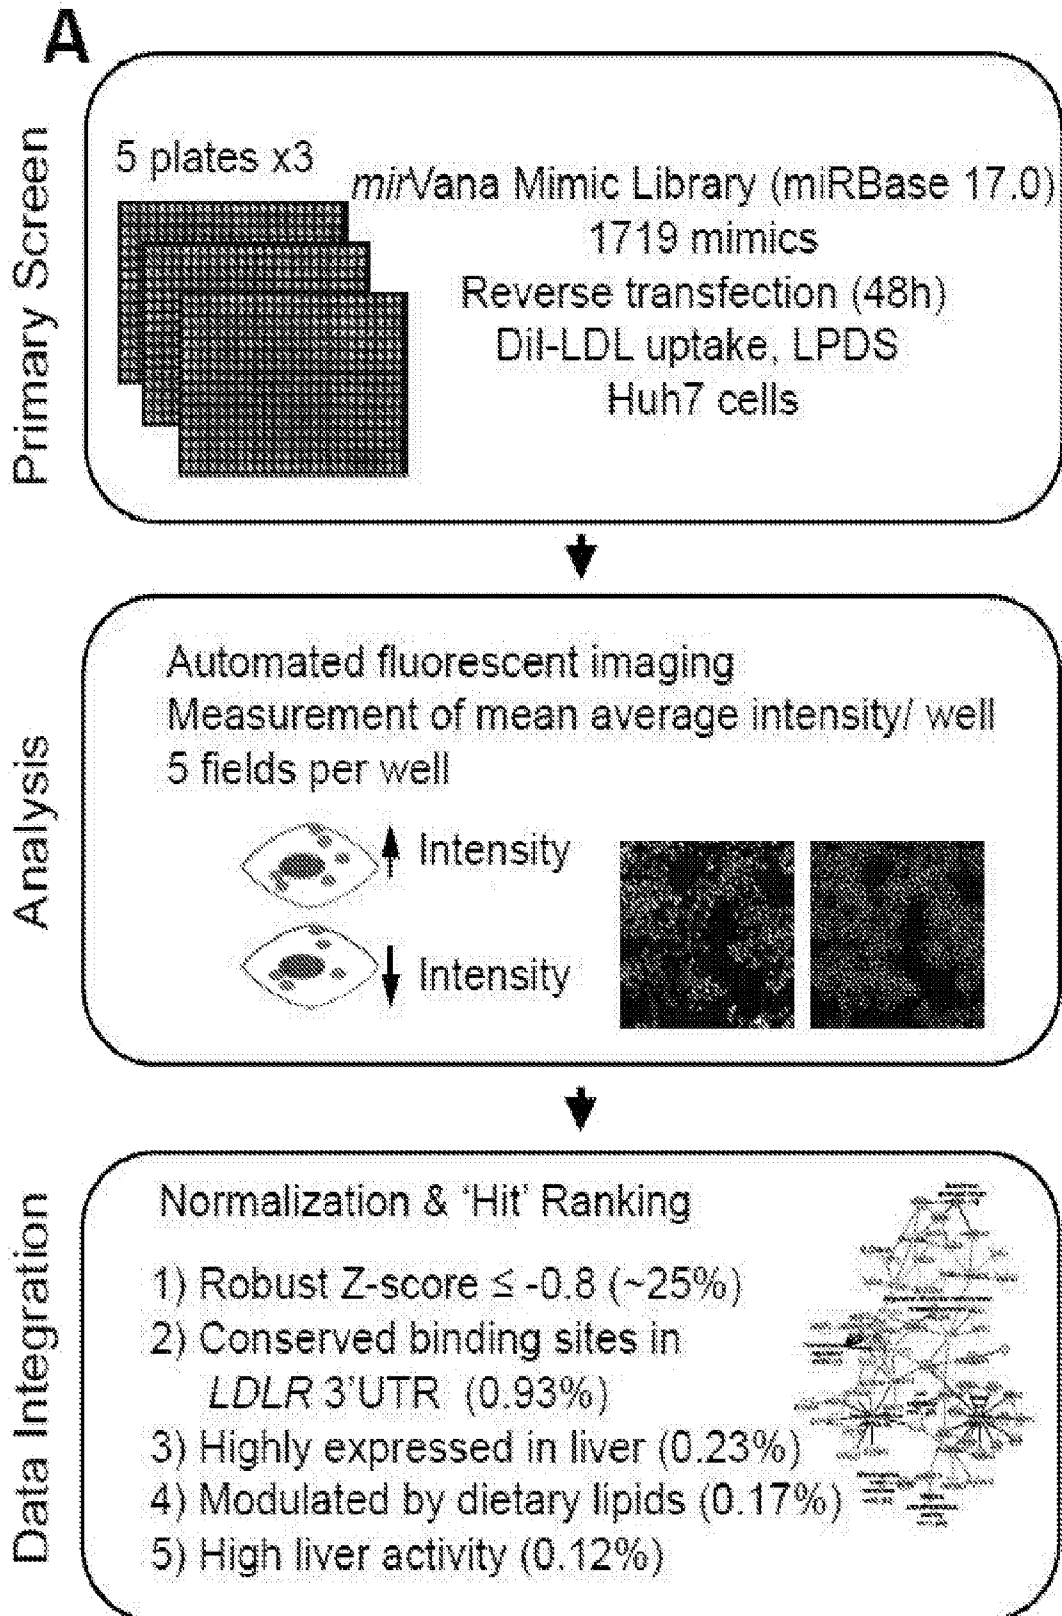 A
Primary Screen
5 plates x3
mirVana Mimic Library (miRBase 17.0)
1719 mimics
Reverse transfection (48h)
DiI-LDL uptake, LPDS
Huh7 cells
Analysis
Automated fluorescent imaging
Measurement of mean average intensity/ well
5 fields per well
Intensity
Intensity
Data Integration
Normalization & ‘Hit’ Ranking
1) Robust Z-score ≤ -0.8 (~25%)
2) Conserved binding sites in
LDLR 3'UTR (0.93%)
3) Highly expressed in liver (0.23%)
4) Modulated by dietary lipids (0.17%)
5) High liver activity (0.12%)